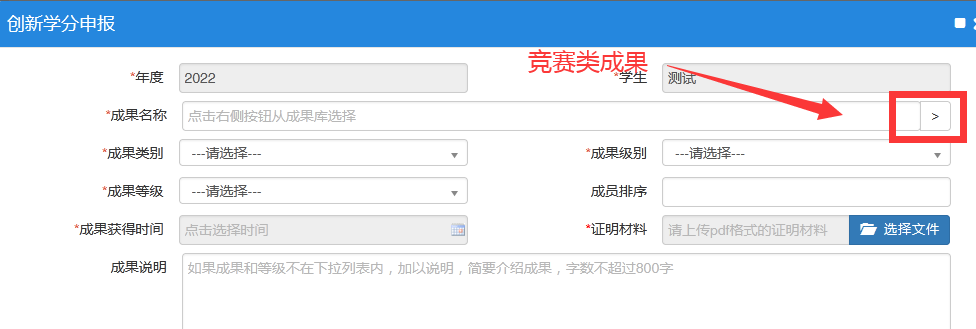 创新学分申报
竞赛类成果
*年度 2022 *学生 测试
*成果名称 点击右侧按钮从成果库选择 >
*成果类别 ---请选择--- *成果级别 ---请选择---
*成果等级 ---请选择--- 成员排序
*成果获得时间 点击选择时间 *证明材料 请上传pdf格式的证明材料 选择文件
成果说明 如果成果和等级不在下拉列表内，加以说明，简要介绍成果，字数不超过800字